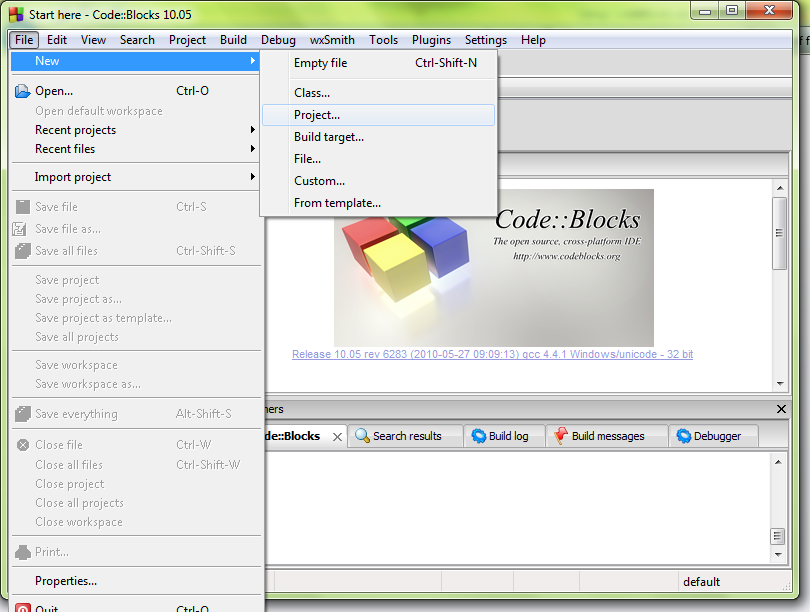 Start here - Code::Blocks 10.05
File Edit View Search Project Build Debug wxSmith Tools Plugins Settings Help
New
Empty file Ctrl-Shift-N
Class...
Project...
Build target...
File...
Custom...
From template...
Open... Ctrl-O
Open default workspace
Recent projects
Recent files
Import project
Save file Ctrl-S
Save file as...
Save all files Ctrl-Shift-S
Save project
Save project as...
Save project as template...
Save all projects
Save workspace
Save workspace as...
Save everything Alt-Shift-S
Close file Ctrl-W
Close all files Ctrl-Shift-W
Close project
Close all projects
Close workspace
Print...
Properties...
Quit Ctrl-Q
Code::Blocks
The open source, cross-platform IDE
http://www.codeblocks.org
Release 10.05 rev 6283 (2010-05-27 09:09:13) gcc 4.4.1 Windows/unicode - 32 bit
ners
de::Blocks Search results Build log Build messages Debugger
default